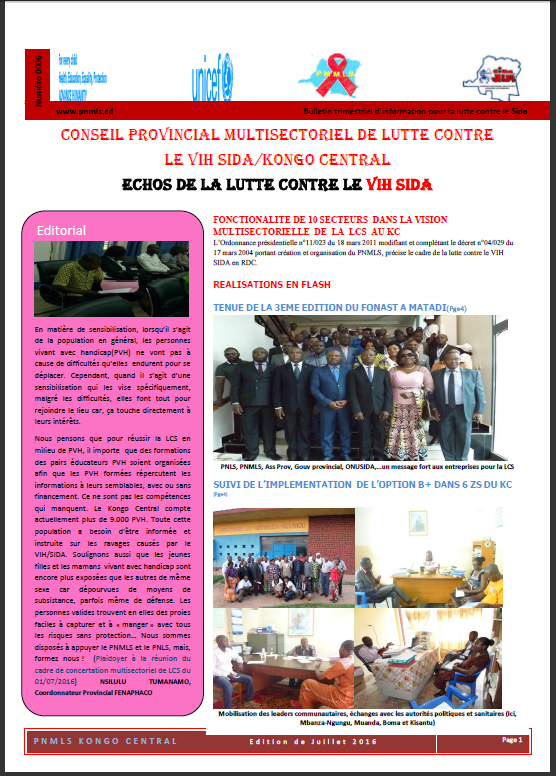 Numéro 0006
For every child
Health, Education, Equality, Protection
ADVANCE HUMANITY
unicef
PNMLS
www.pnmls.cd
Bulletin trimestriel d'information pour la lutte contre le Sida
CONSEIL PROVINCIAL MULTISECTORIEL DE LUTTE CONTRE
LE VIH SIDA/KONGO CENTRAL
ECHOS DE LA LUTTE CONTRE LE VIH SIDA
Editorial
En matière de sensibilisation, lorsqu'il s'agit
de la population en général, les personnes
vivant avec handicap(PVH) ne vont pas à
cause de difficultés qu'elles endurent pour se
déplacer. Cependant, quand il s'agit d'une
sensibilisation qui les vise spécifiquement,
malgré les difficultés, elles font tout pour
rejoindre le lieu car, ça touche directement à
leurs intérêts.
Nous pensons que pour réussir la LCS en
milieu de PVH, il importe que des formations
des pairs éducateurs PVH soient organisées
afin que les PVH formées répercutent les
informations à leurs semblables, avec ou sans
financement. Ce ne sont pas les compétences
qui manquent. Le Kongo Central compte
actuellement plus de 9.000 PVH. Toute cette
population a besoin d'être informée et
instruite sur les ravages causés par le
VIH/SIDA. Soulignons aussi que les jeunes
filles et les mamans vivant avec handicap sont
encore plus exposées que les autres de même
sexe car dépourvues de moyens de
subsistance, parfois même de défense. Les
personnes valides trouvent en elles des proies
faciles à capturer et à « manger » avec tous
les risques sans protection... Nous sommes
disposés à appuyer le PNMLS et le PNLS, mais,
formez nous ! (Plaidoyer à la réunion du
cadre de concertation multisectoriel de LCS du
01/07/2016) NSILULU TUMANAMO,
Coordonnateur Provincial FENAPHACO
FONCTIONALITE DE 10 SECTEURS DANS LA VISION
MULTISECTORIELLE DE LA LCS AU KC
L'Ordonnance présidentielle n°11/023 du 18 mars 2011 modifiant et complétant le décret n°04/029 du
17 mars 2004 portant création et organisation du PNMLS, précise le cadre de la lutte contre le VIH
SIDA en RDC.
REALISATIONS EN FLASH
TENUE DE LA 3EME EDITION DU FONAST A MATADI(Pge4)
PNLS, PNMLS, Ass Prov, Gouv provincial, ONUSIDA,...un message fort aux entreprises pour la LCS
SUIVI DE L'IMPLEMENTATION DE L'OPTION B+ DANS 6 ZS DU KC
(Pge4)
Mobilisation des leaders communautaires, échanges avec les autorités politiques et sanitaires (Ici,
Mbanza-Ngungu, Muanda, Boma et Kisantu)
PNMLS KONGO CENTRAL
Edition de Juillet 2016
Page 1